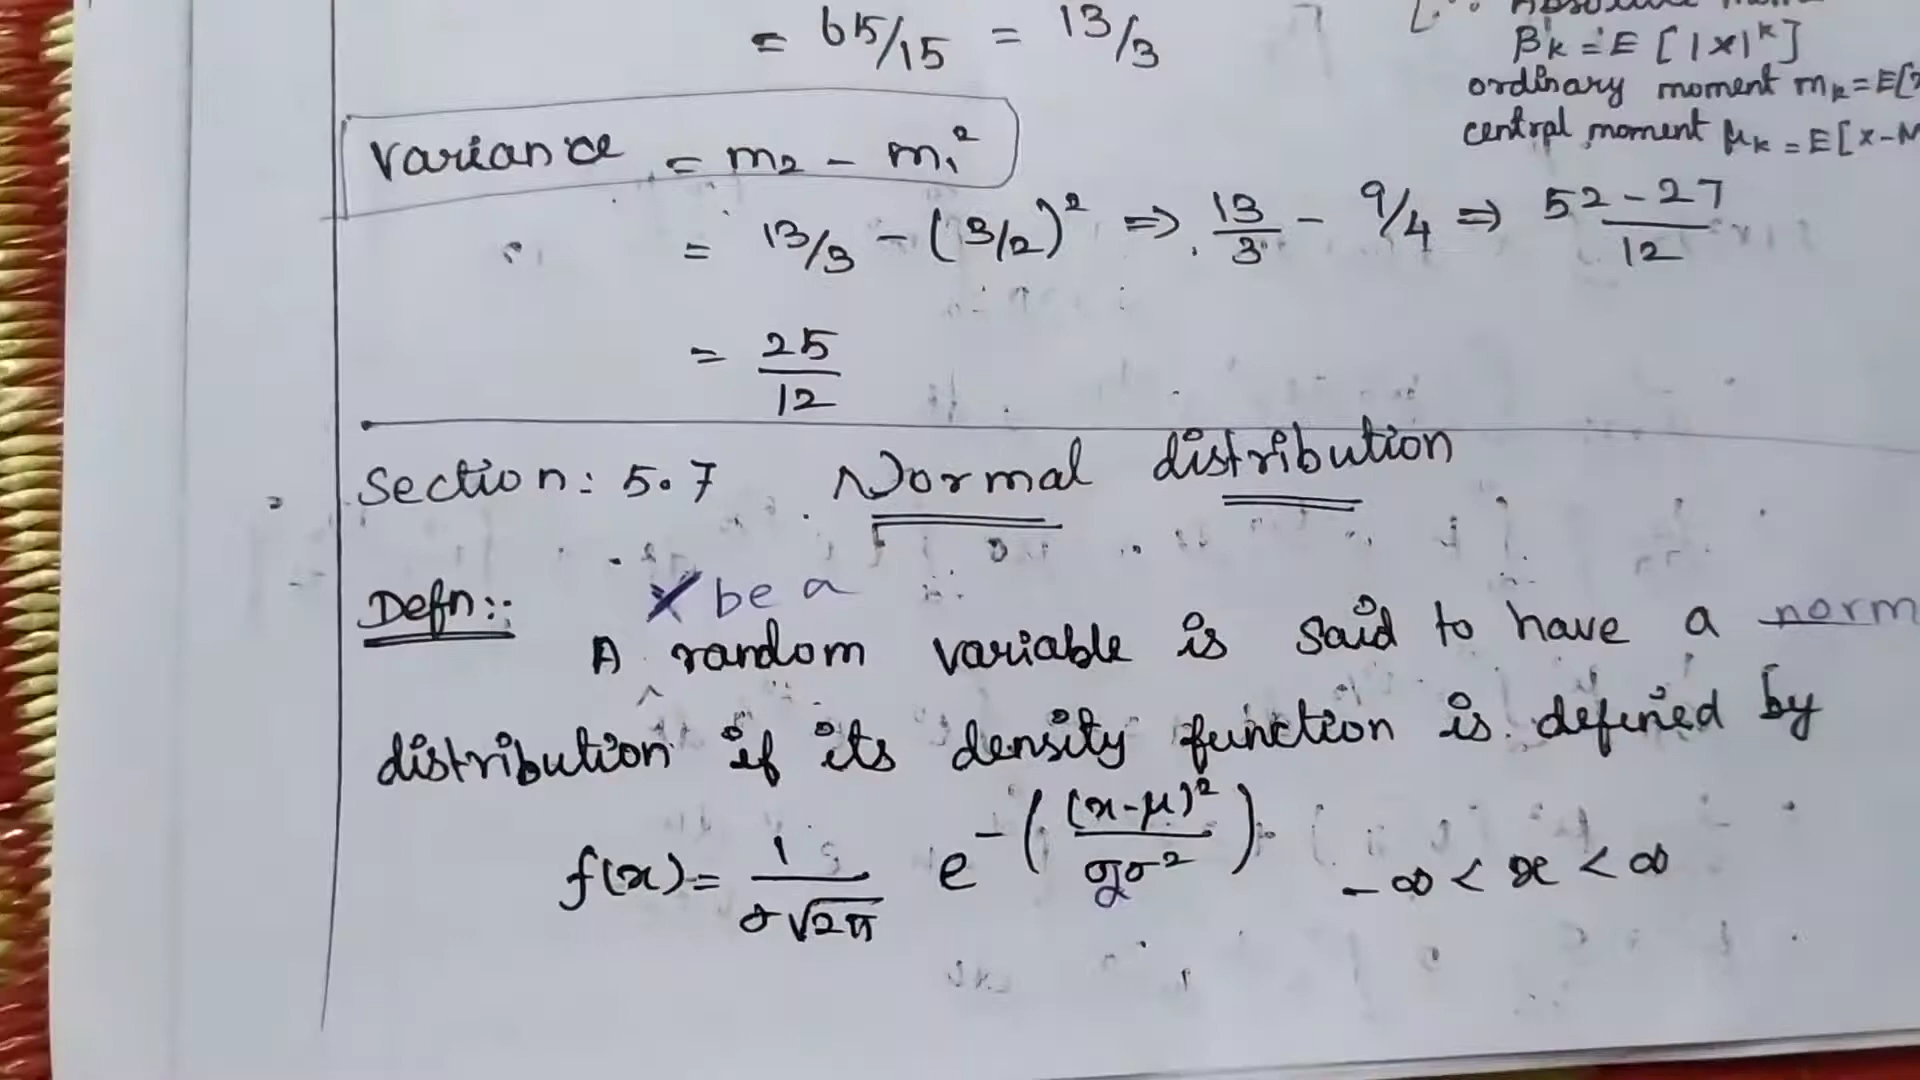 = 65/15 = 13/3
βk = E [|x|^k]
ordinary moment mk = E[
central moment μk = E[x-
Variance = m2 - m1^2
= 13/3 - (3/2)^2 ⇒ 13/3 - 9/4 ⇒ 52-27/12
= 25/12
Section: 5.7 Normal distribution
Defn:: X be a
A random variable is said to have a norm
distribution if its density function is defined by
f(x) = 1/σ√2π e^-((x-μ)^2/2σ^2) -∞ < x < ∞